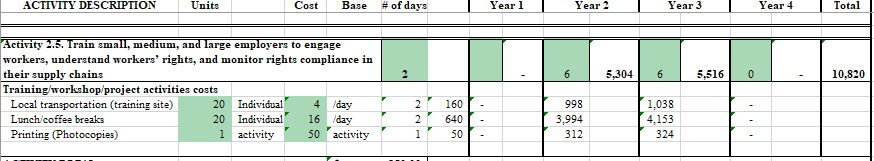 ACTIVITY DESCRIPTION Units Cost Base # of days Year 1 Year 2 Year 3 Year 4 Total
Activity 2.5. Train small, medium, and large employers to engage
workers, understand workers’ rights, and monitor rights compliance in
their supply chains 2 - 6 5,304 6 5,516 0 - 10,820
Training/workshop/project activities costs
Local transportation (training site) 20 Individual 4 /day 2 160 - 998 1,038 -
Lunch/coffee breaks 20 Individual 16 /day 2 640 - 3,994 4,153 -
Printing (Photocopies) 1 activity 50 activity 1 50 - 312 324 -